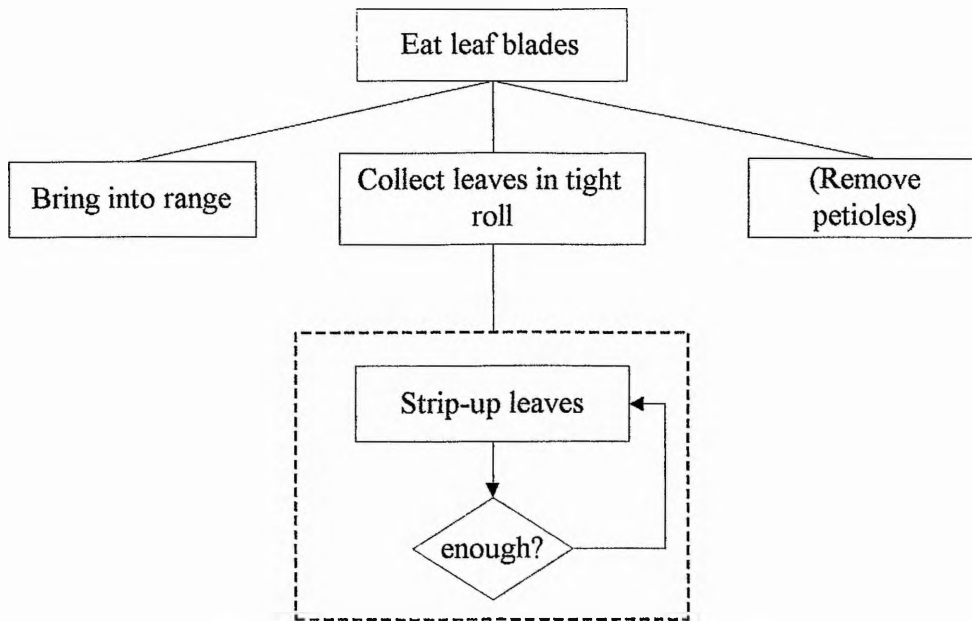 Eat leaf blades
Bring into range
Collect leaves in tight
roll
(Remove
petioles)
Strip-up leaves
enough?